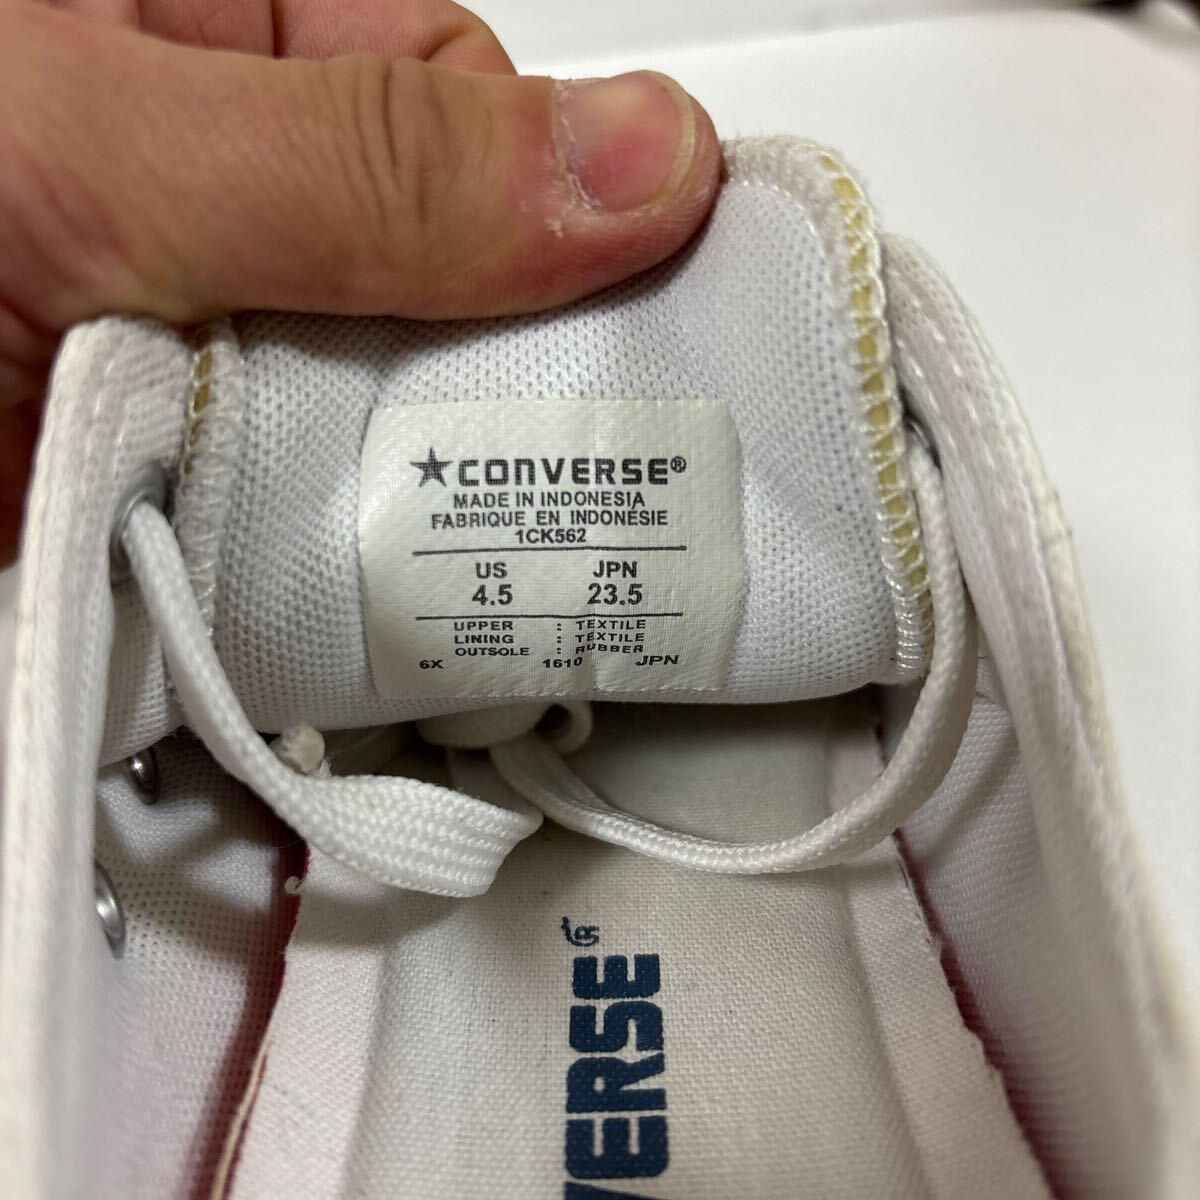 ★CONVERSE®
MADE IN INDONESIA
FABRIQUE EN INDONÉSIE
1CK562
US JPN
4.5 23.5
UPPER : TEXTILE
LINING : TEXTILE
OUTSOLE : RUBBER
6X 1610 JPN
VERSE®